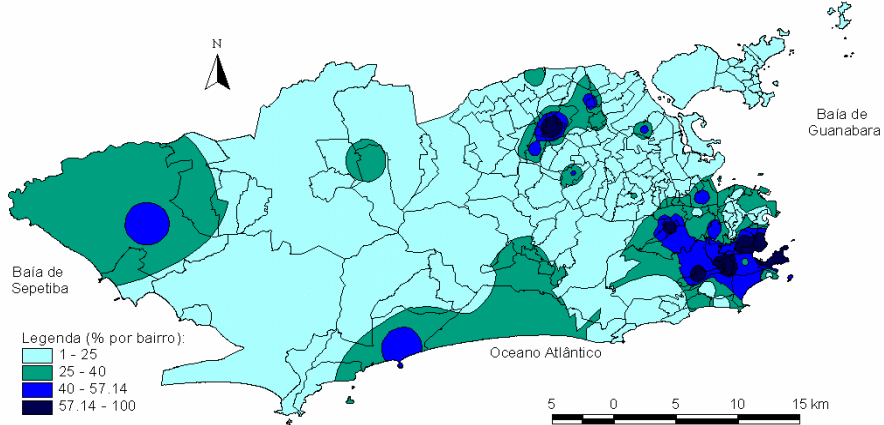 N
Baía de
Guanabara
Baía de
Sepetiba
Legenda (% por bairro):
1 - 25
25 - 40
40 - 57.14
57.14 - 100
Oceano Atlântico
5 0 5 10 15 km